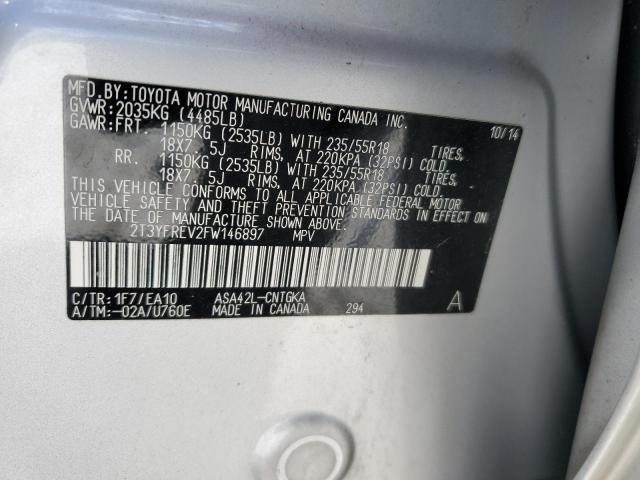 MFD.BY:TOYOTA MOTOR MANUFACTURING CANADA INC.
GVWR:2035KG (4485LB) 10/14
GAWR:FRT. 1150KG (2535LB) WITH 235/55R18 TIRES,
18X7.5J RIMS, AT 220KPA (32PSI) COLD
RR. 1150KG (2535LB) WITH 235/55R18 TIRES,
18X7.5J RIMS, AT 220KPA (32PSI) COLD.
THIS VEHICLE CONFORMS TO ALL APPLICABLE FEDERAL MOTOR
VEHICLE SAFETY AND THEFT PREVENTION STANDARDS IN EFFECT ON
THE DATE OF MANUFACTURE SHOWN ABOVE.
2T3YFREV2FW146897 MPV
C/TR:1F7/EA10 ASA42L-CNTGKA
A/TM:-02A/U760E MADE IN CANADA 294 A